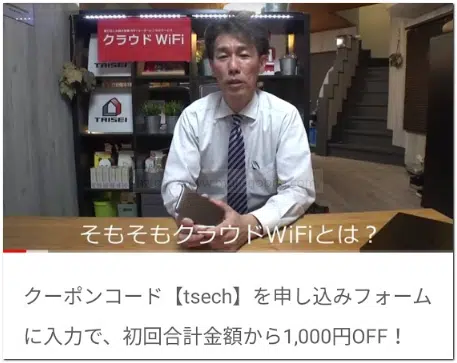 クラウドWiFi
TAISEI
TAISEI
そもそもクラウドWiFiとは？
クーポンコード【tsech】を申し込みフォーム
に入力で、初回合計金額から1,000円OFF！